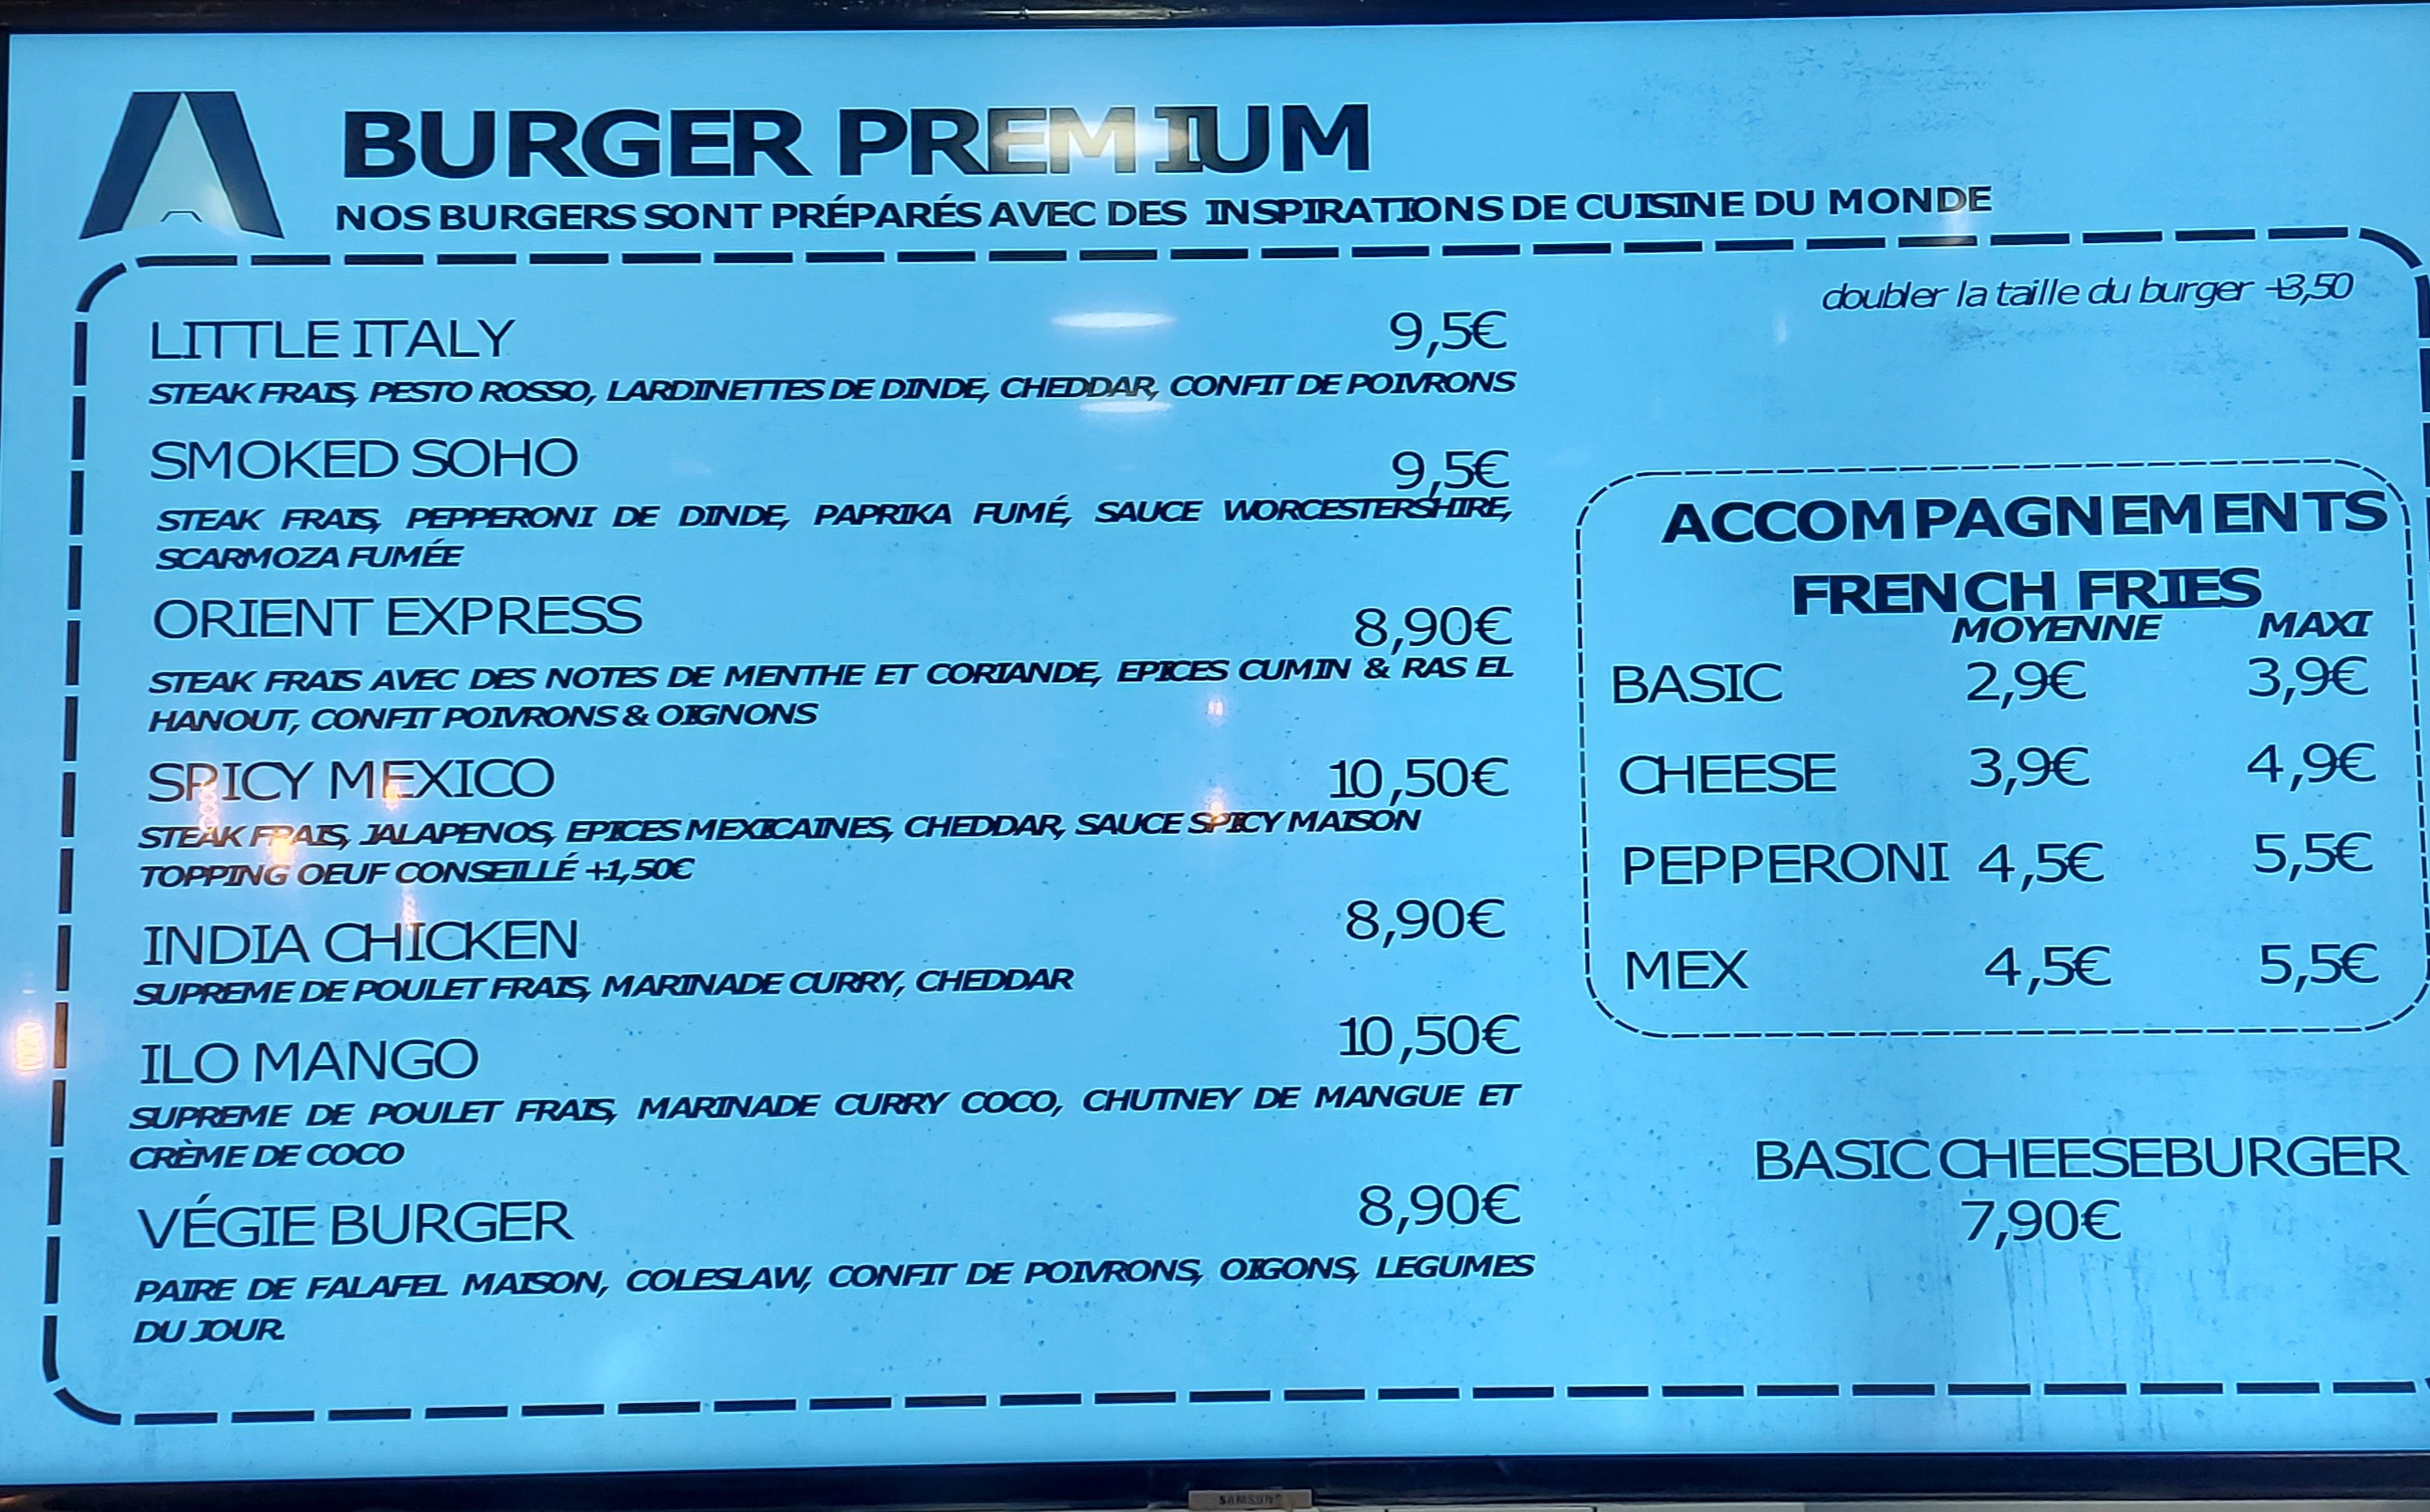 BURGER PREMIUM
NOS BURGERS SONT PRÉPARÉS AVEC DES INSPIRATIONS DE CUISINE DU MONDE
doubler la taille du burger +3,50
LITTLE ITALY 9,5€
STEAK FRAIS, PESTO ROSSO, LARDINETTES DE DINDE, CHEDDAR, CONFIT DE POIVRONS
SMOKED SOHO 9,5€
STEAK FRAIS, PEPPERONI DE DINDE, PAPRIKA FUMÉ, SAUCE WORCESTERSHIRE,
SCARMOZA FUMÉE
ORIENT EXPRESS 8,90€
STEAK FRAIS AVEC DES NOTES DE MENTHE ET CORIANDE, EPICES CUMIN & RAS EL
HANOUT, CONFIT POIVRONS & OIGNONS
SPICY MEXICO 10,50€
STEAK FRAIS, JALAPENOS, EPICES MEXICAINES, CHEDDAR, SAUCE SPICY MAISON
TOPPING OEUF CONSEILLÉ +1,50€
INDIA CHICKEN 8,90€
SUPREME DE POULET FRAIS, MARINADE CURRY, CHEDDAR
ILO MANGO 10,50€
SUPREME DE POULET FRAIS, MARINADE CURRY COCO, CHUTNEY DE MANGUE ET
CRÈME DE COCO
VÉGIE BURGER 8,90€
PAIRE DE FALAFEL MAISON, COLESLAW, CONFIT DE POIVRONS, OIGONS, LEGUMES
DU JOUR.
ACCOMPAGNEMENTS
FRENCH FRIES
MOYENNE MAXI
BASIC 2,9€ 3,9€
CHEESE 3,9€ 4,9€
PEPPERONI 4,5€ 5,5€
MEX 4,5€ 5,5€
BASIC CHEESEBURGER
7,90€
SAMSUNG